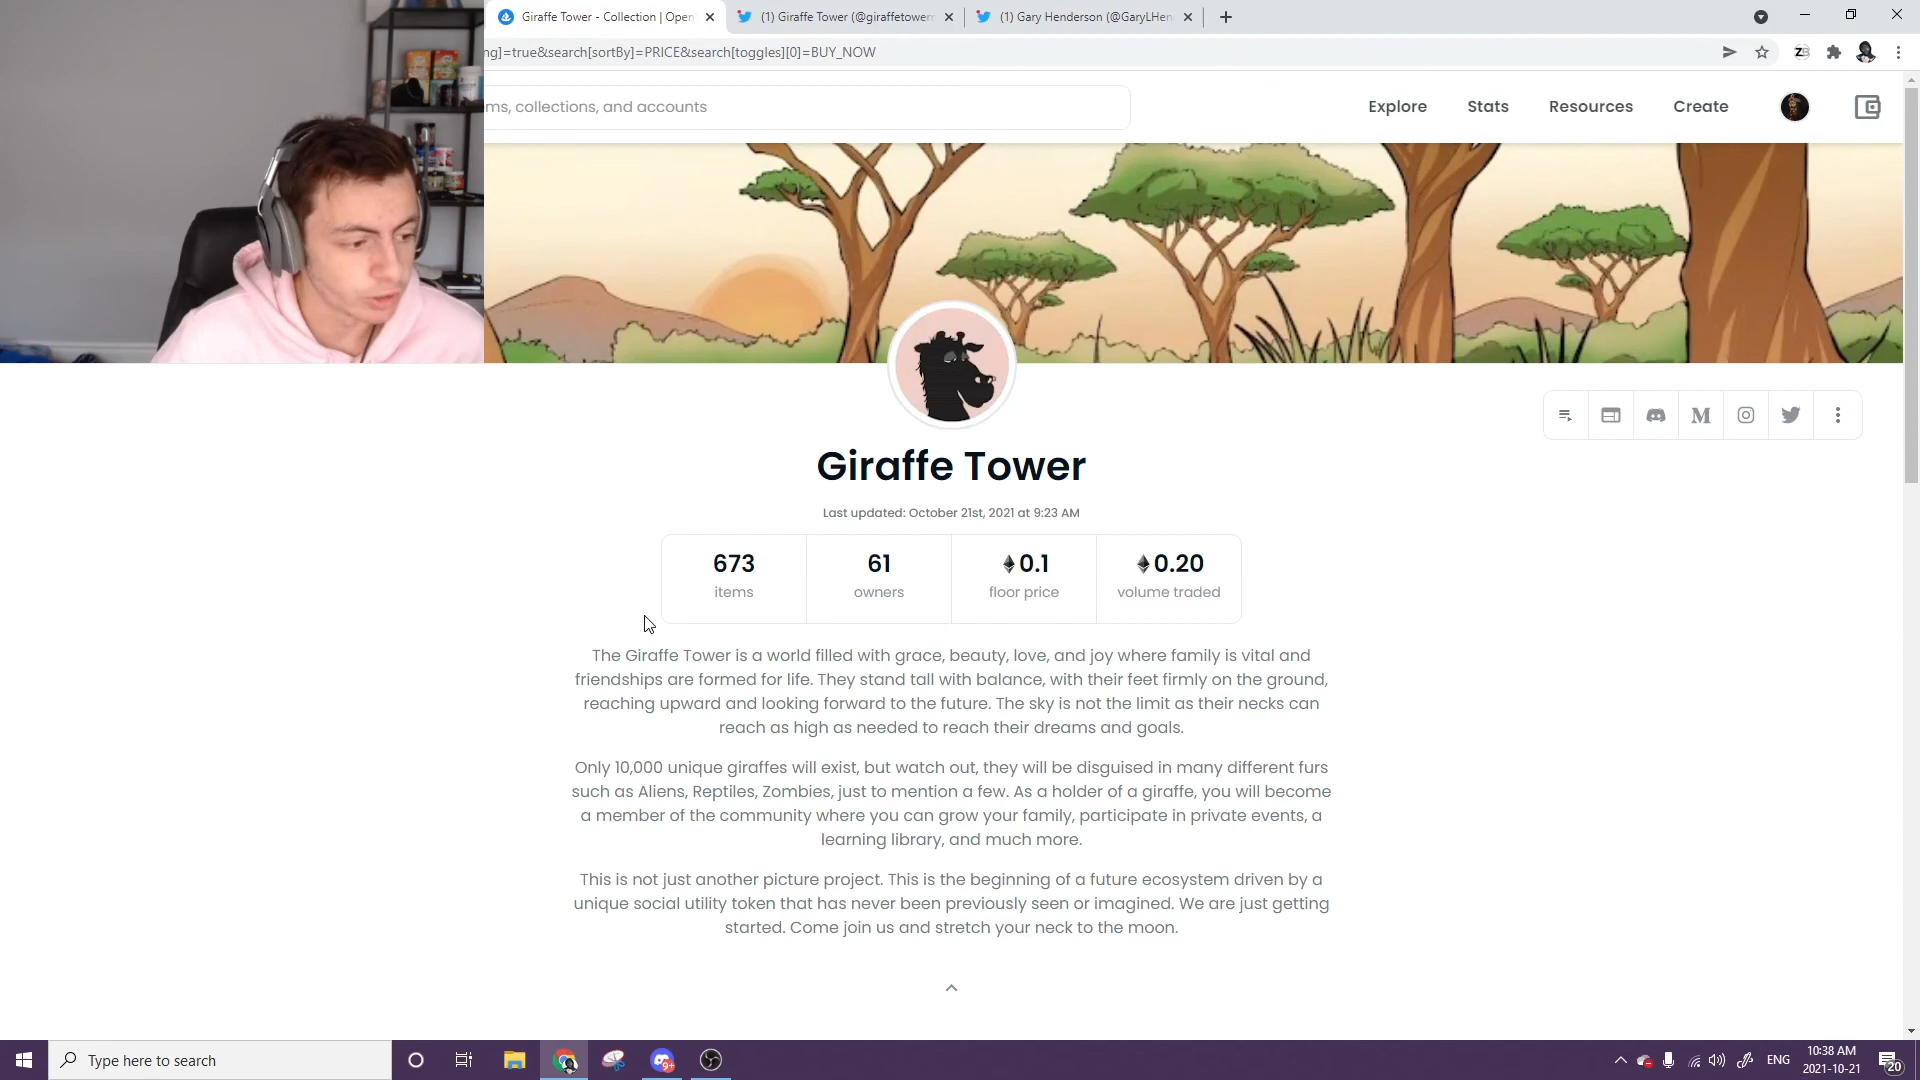 Giraffe Tower - Collection | Open
(1) Giraffe Tower (@giraffetower
(1) Gary Henderson (@GaryLHen
ng]=true&search[sortBy]=PRICE&search[toggles][0]=BUY_NOW
ms, collections, and accounts
Explore
Stats
Resources
Create
Giraffe Tower
Last updated: October 21st, 2021 at 9:23 AM
673
items
61
owners
0.1
floor price
0.20
volume traded
The Giraffe Tower is a world filled with grace, beauty, love, and joy where family is vital and
friendships are formed for life. They stand tall with balance, with their feet firmly on the ground,
reaching upward and looking forward to the future. The sky is not the limit as their necks can
reach as high as needed to reach their dreams and goals.
Only 10,000 unique giraffes will exist, but watch out, they will be disguised in many different furs
such as Aliens, Reptiles, Zombies, just to mention a few. As a holder of a giraffe, you will become
a member of the community where you can grow your family, participate in private events, a
learning library, and much more.
This is not just another picture project. This is the beginning of a future ecosystem driven by a
unique social utility token that has never been previously seen or imagined. We are just getting
started. Come join us and stretch your neck to the moon.
Type here to search
9+
ENG
10:38 AM
2021-10-21
20